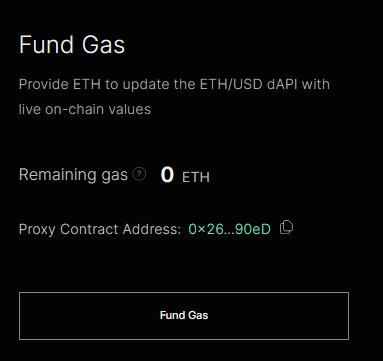 Fund Gas
Provide ETH to update the ETH/USD dAPI with
live on-chain values
Remaining gas ? 0 ETH
Proxy Contract Address: 0x26...90eD
Fund Gas